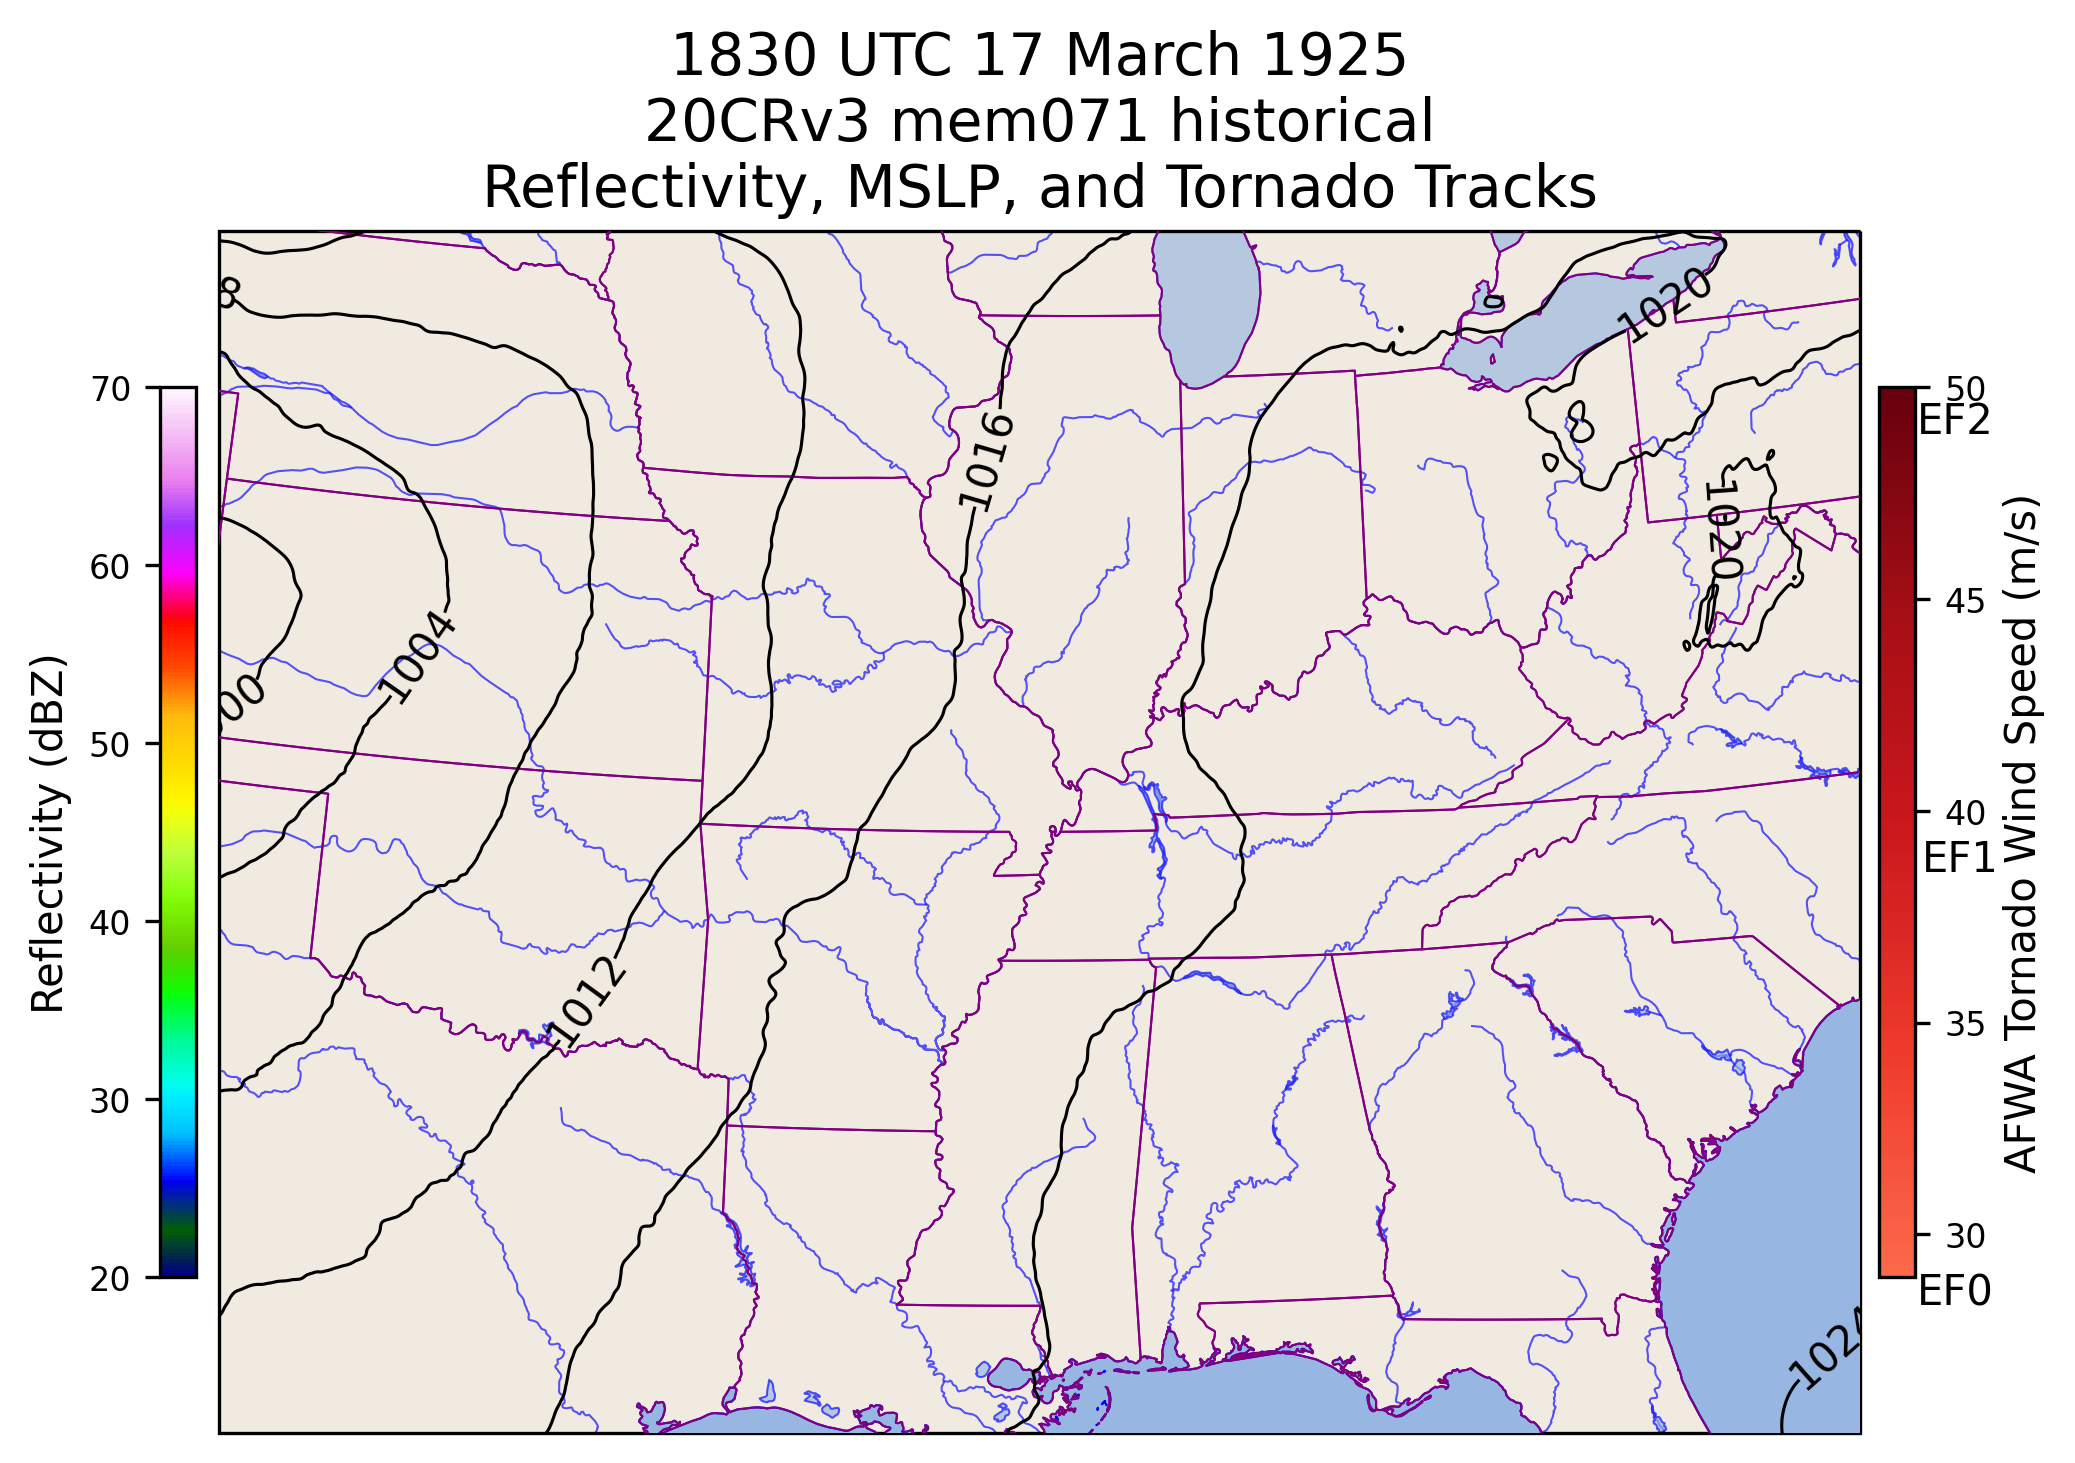 1830 UTC 17 March 1925
20CRv3 mem071 historical
Reflectivity, MSLP, and Tornado Tracks
Reflectivity (dBZ)
70
60
50
40
30
20
8
1020
0
8
1016
1020
1004
00
1012
1024
50
EF2
45
40
EF1
35
30
EF0
AFWA Tornado Wind Speed (m/s)